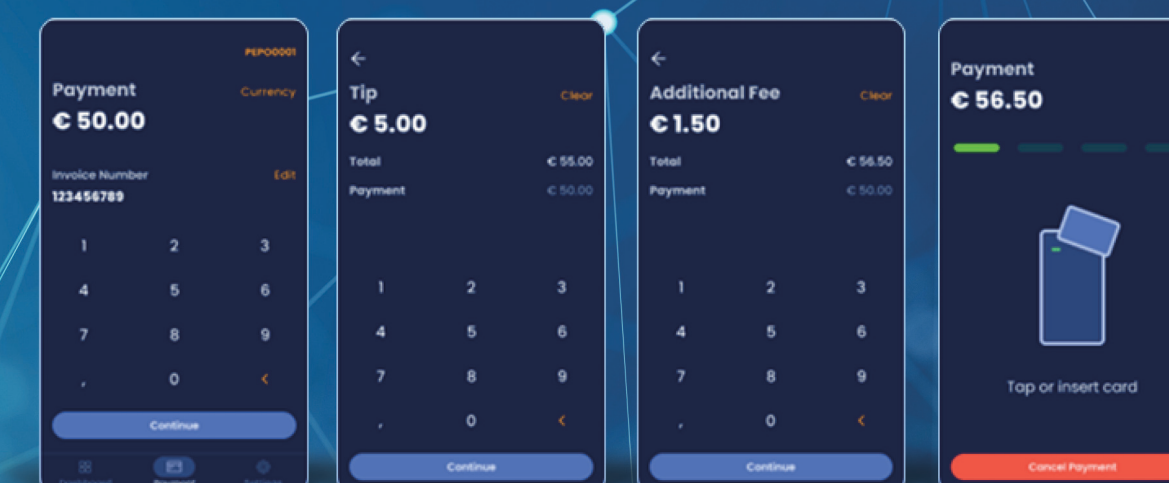 PEPO0001
Payment
Currency
€ 50.00
Invoice Number
Edit
123456789
1 2 3
4 5 6
7 8 9
, 0 <
Continue
Dashboard Payment Settings
←
Tip
Clear
€ 5.00
Total € 55.00
Payment € 50.00
1 2 3
4 5 6
7 8 9
, 0 <
Continue
←
Additional Fee
Clear
€ 1.50
Total € 56.50
Payment € 50.00
1 2 3
4 5 6
7 8 9
, 0 <
Continue
Payment
€ 56.50
Tap or insert card
Cancel Payment